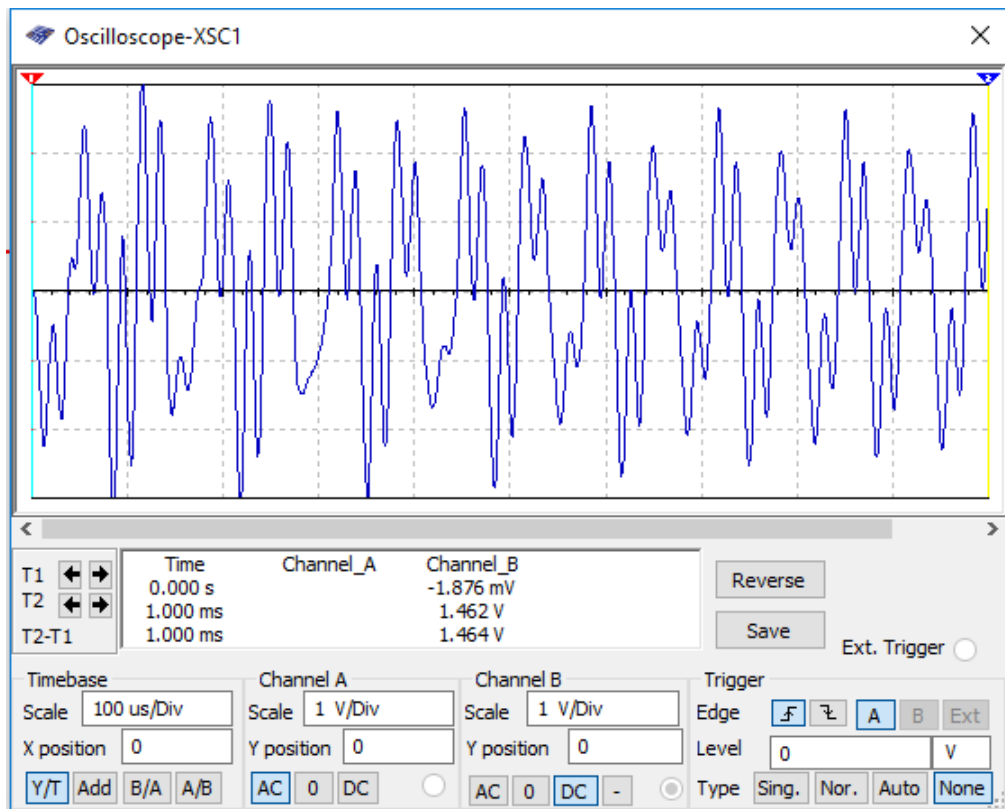 Oscilloscope-XSC1
1 2
Time Channel_A Channel_B
T1 0.000 s -1.876 mV
T2 1.000 ms 1.462 V
T2-T1 1.000 ms 1.464 V
Reverse
Save
Ext. Trigger
Timebase
Scale 100 us/Div
X position 0
Y/T Add B/A A/B
Channel A
Scale 1 V/Div
Y position 0
AC 0 DC
Channel B
Scale 1 V/Div
Y position 0
AC 0 DC -
Trigger
Edge A B Ext
Level 0 V
Type Sing. Nor. Auto None